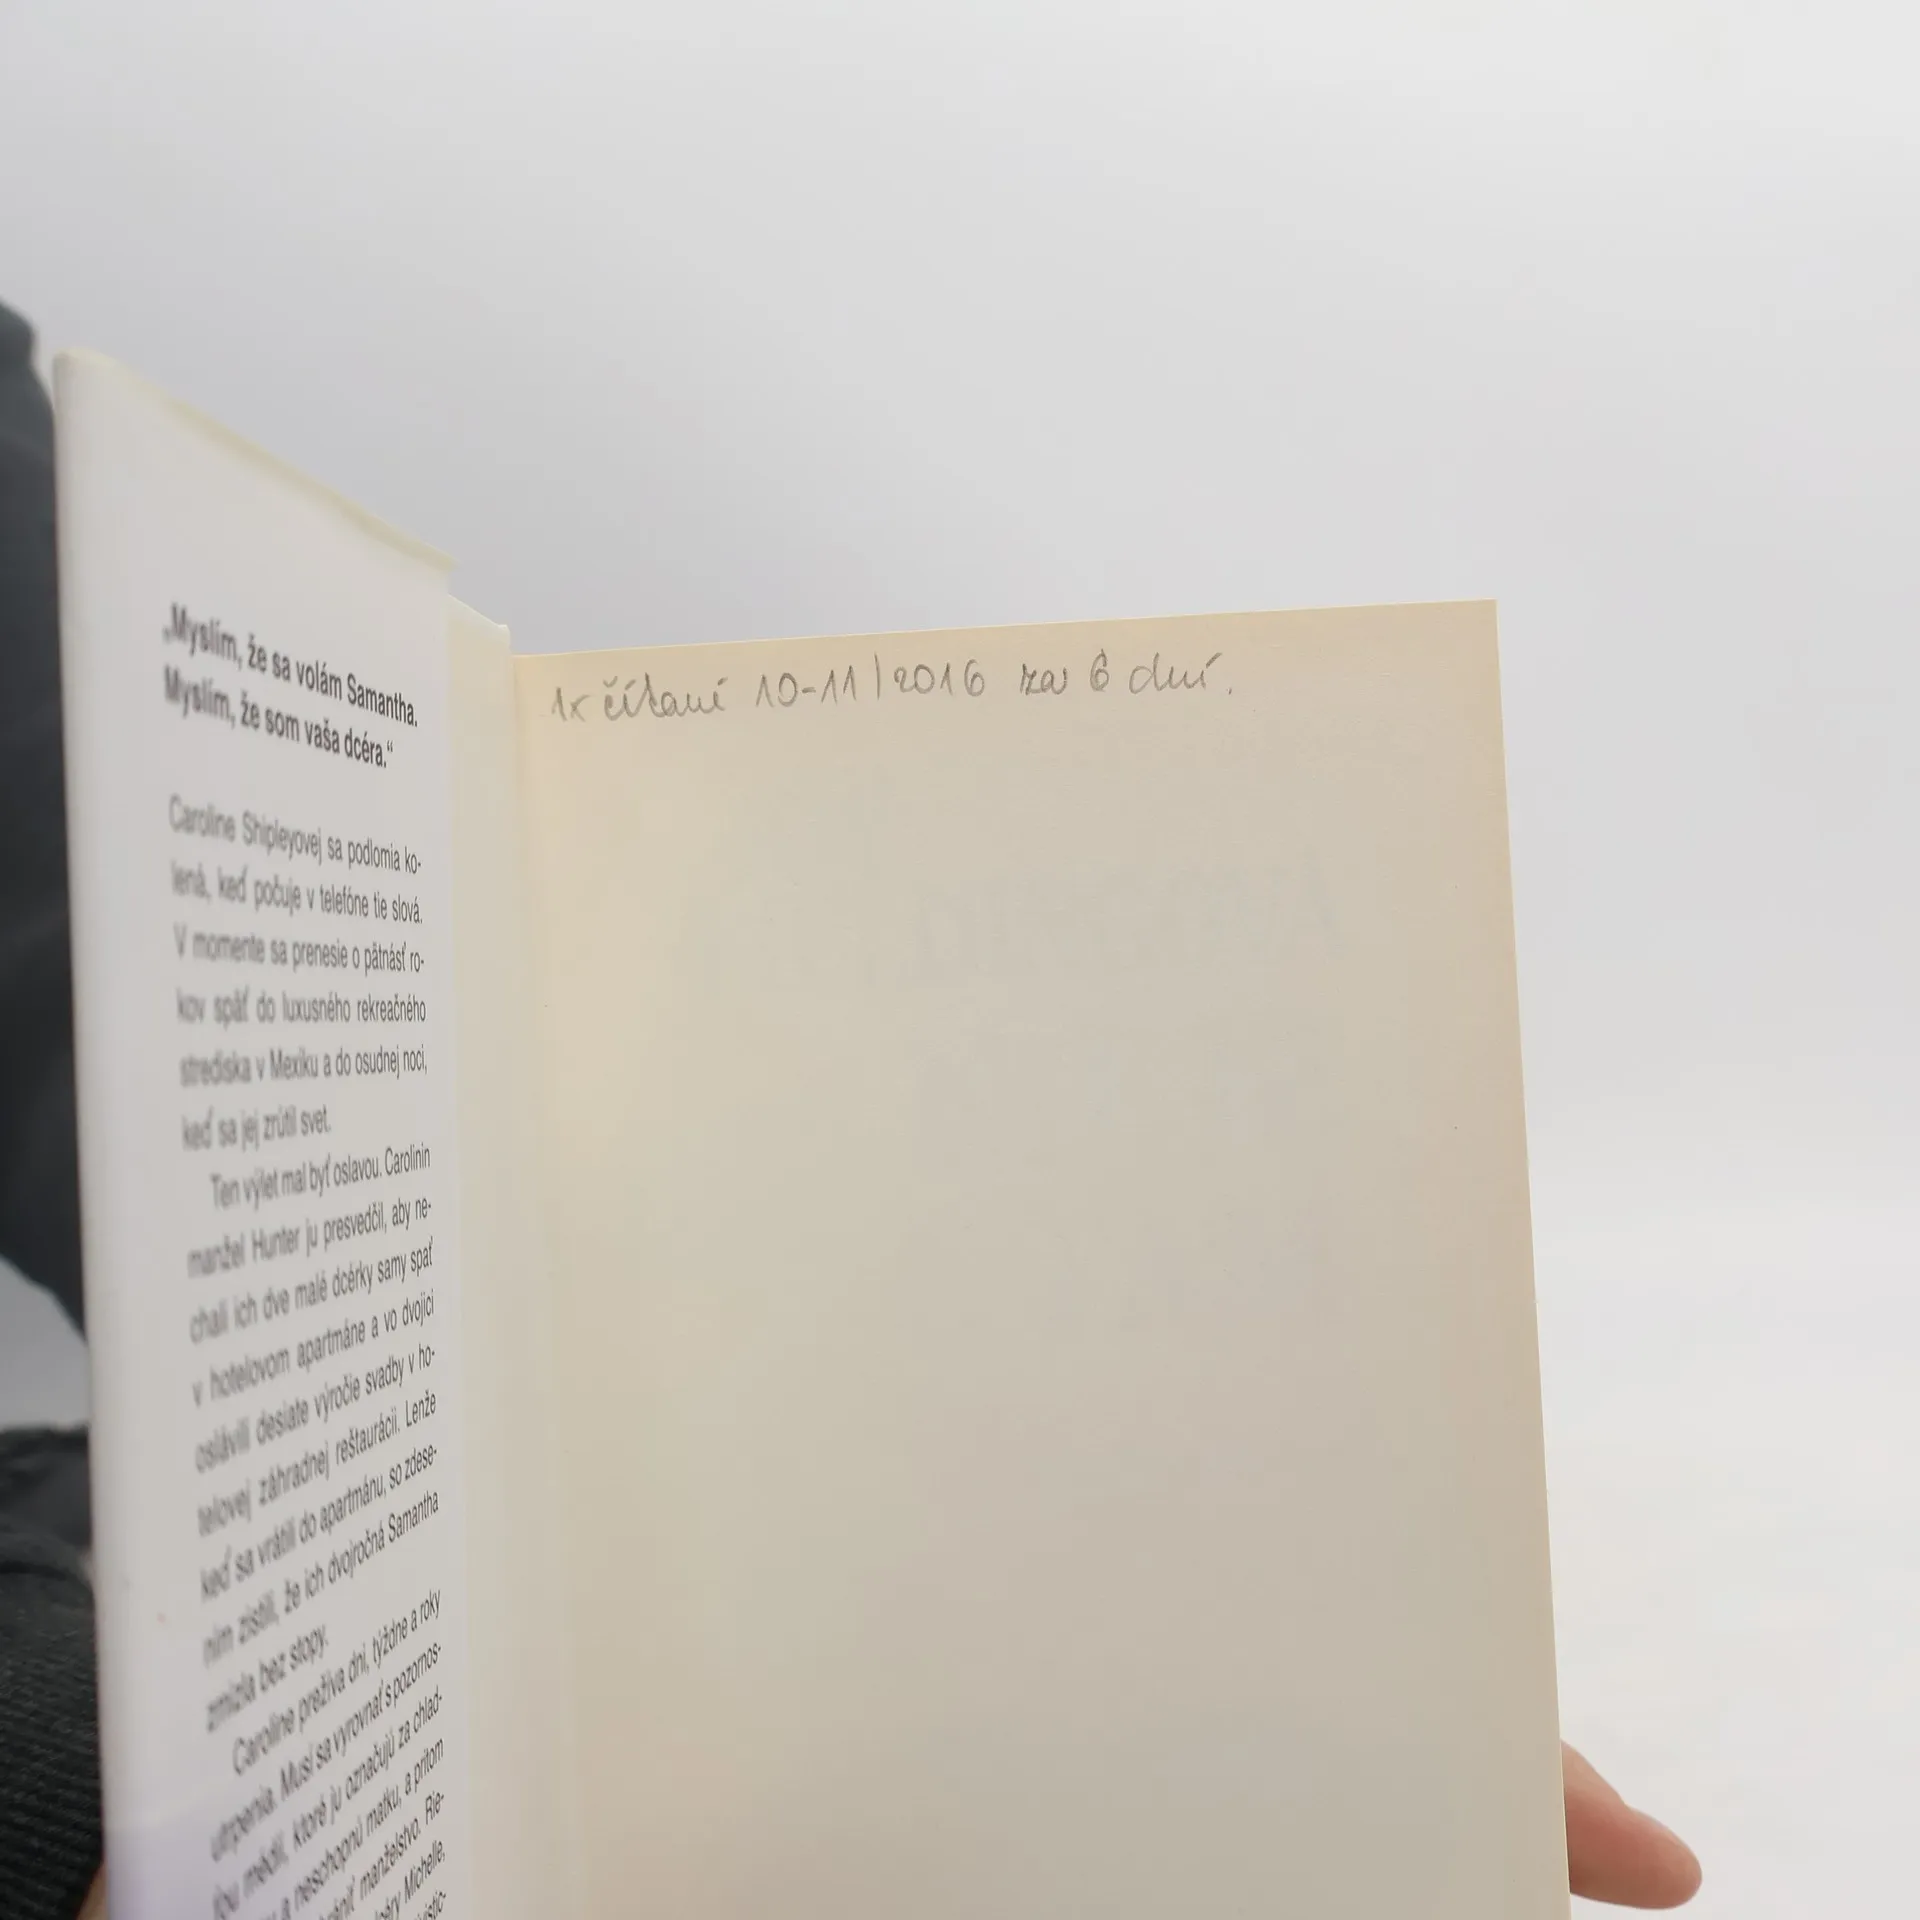 „Myslím, že sa volám Samantha.
Myslím, že som vaša dcéra.“
Caroline Shipleyovej sa podlomia ko-
lená, keď počuje v telefóne tie slová.
V momente sa prenesie o pätnásť ro-
kov späť do luxusného rekreačného
strediska v Mexiku a do osudnej noci,
keď sa jej zrútil svet.
Ten výlet mal byť oslavou. Carolinin
manžel Hunter ju presvedčil, aby ne-
chali ich dve malé dcérky samy spať
v hotelovom apartmáne a vo dvojici
oslávili desiate výročie svadby v ho-
telovej záhradnej reštaurácii. Lenže
keď sa vrátili do apartmánu, so zdese-
ním zistili, že ich dvojročná Samantha
zmizla bez stopy.
Caroline prežíva dni, týždne a roky
utrpenia. Musí sa vyrovnať s pozornos-
ťou médií, ktoré ju označujú za chlad-
a neschopnú matku, a pritom
manželstvo. Rie-
Michelle,
1x čítaní 10-11/2016 za 6 dní.